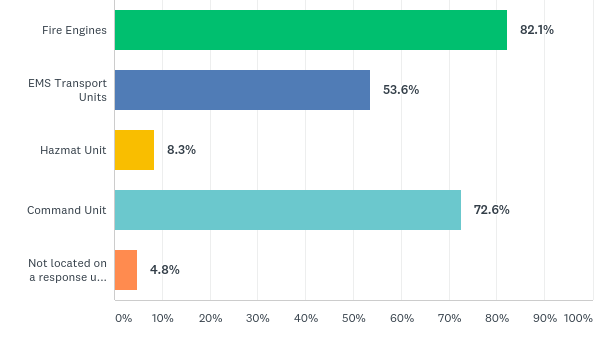 Fire Engines
82.1%
EMS Transport
Units
53.6%
Hazmat Unit
8.3%
Command Unit
72.6%
Not located on
a response u...
4.8%
0% 10% 20% 30% 40% 50% 60% 70% 80% 90% 100%